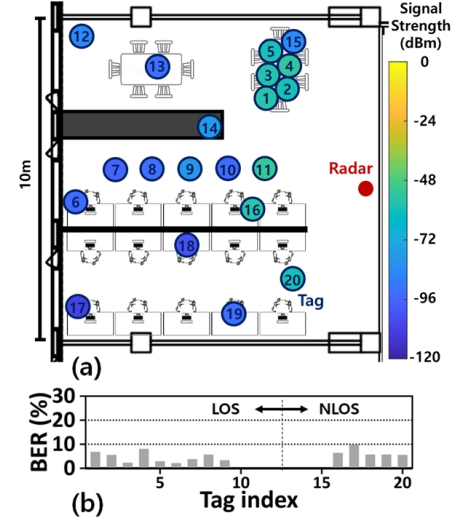 Signal
Strength
(dBm)
12
15
5
13
4
3
2
1
0
-24
-48
-72
-96
-120
14
10m
7
8
9
10
11
Radar
6
16
18
20
Tag
17
19
(a)
BER (%)
30
20
10
0
LOS
NLOS
5
10
15
20
Tag index
(b)